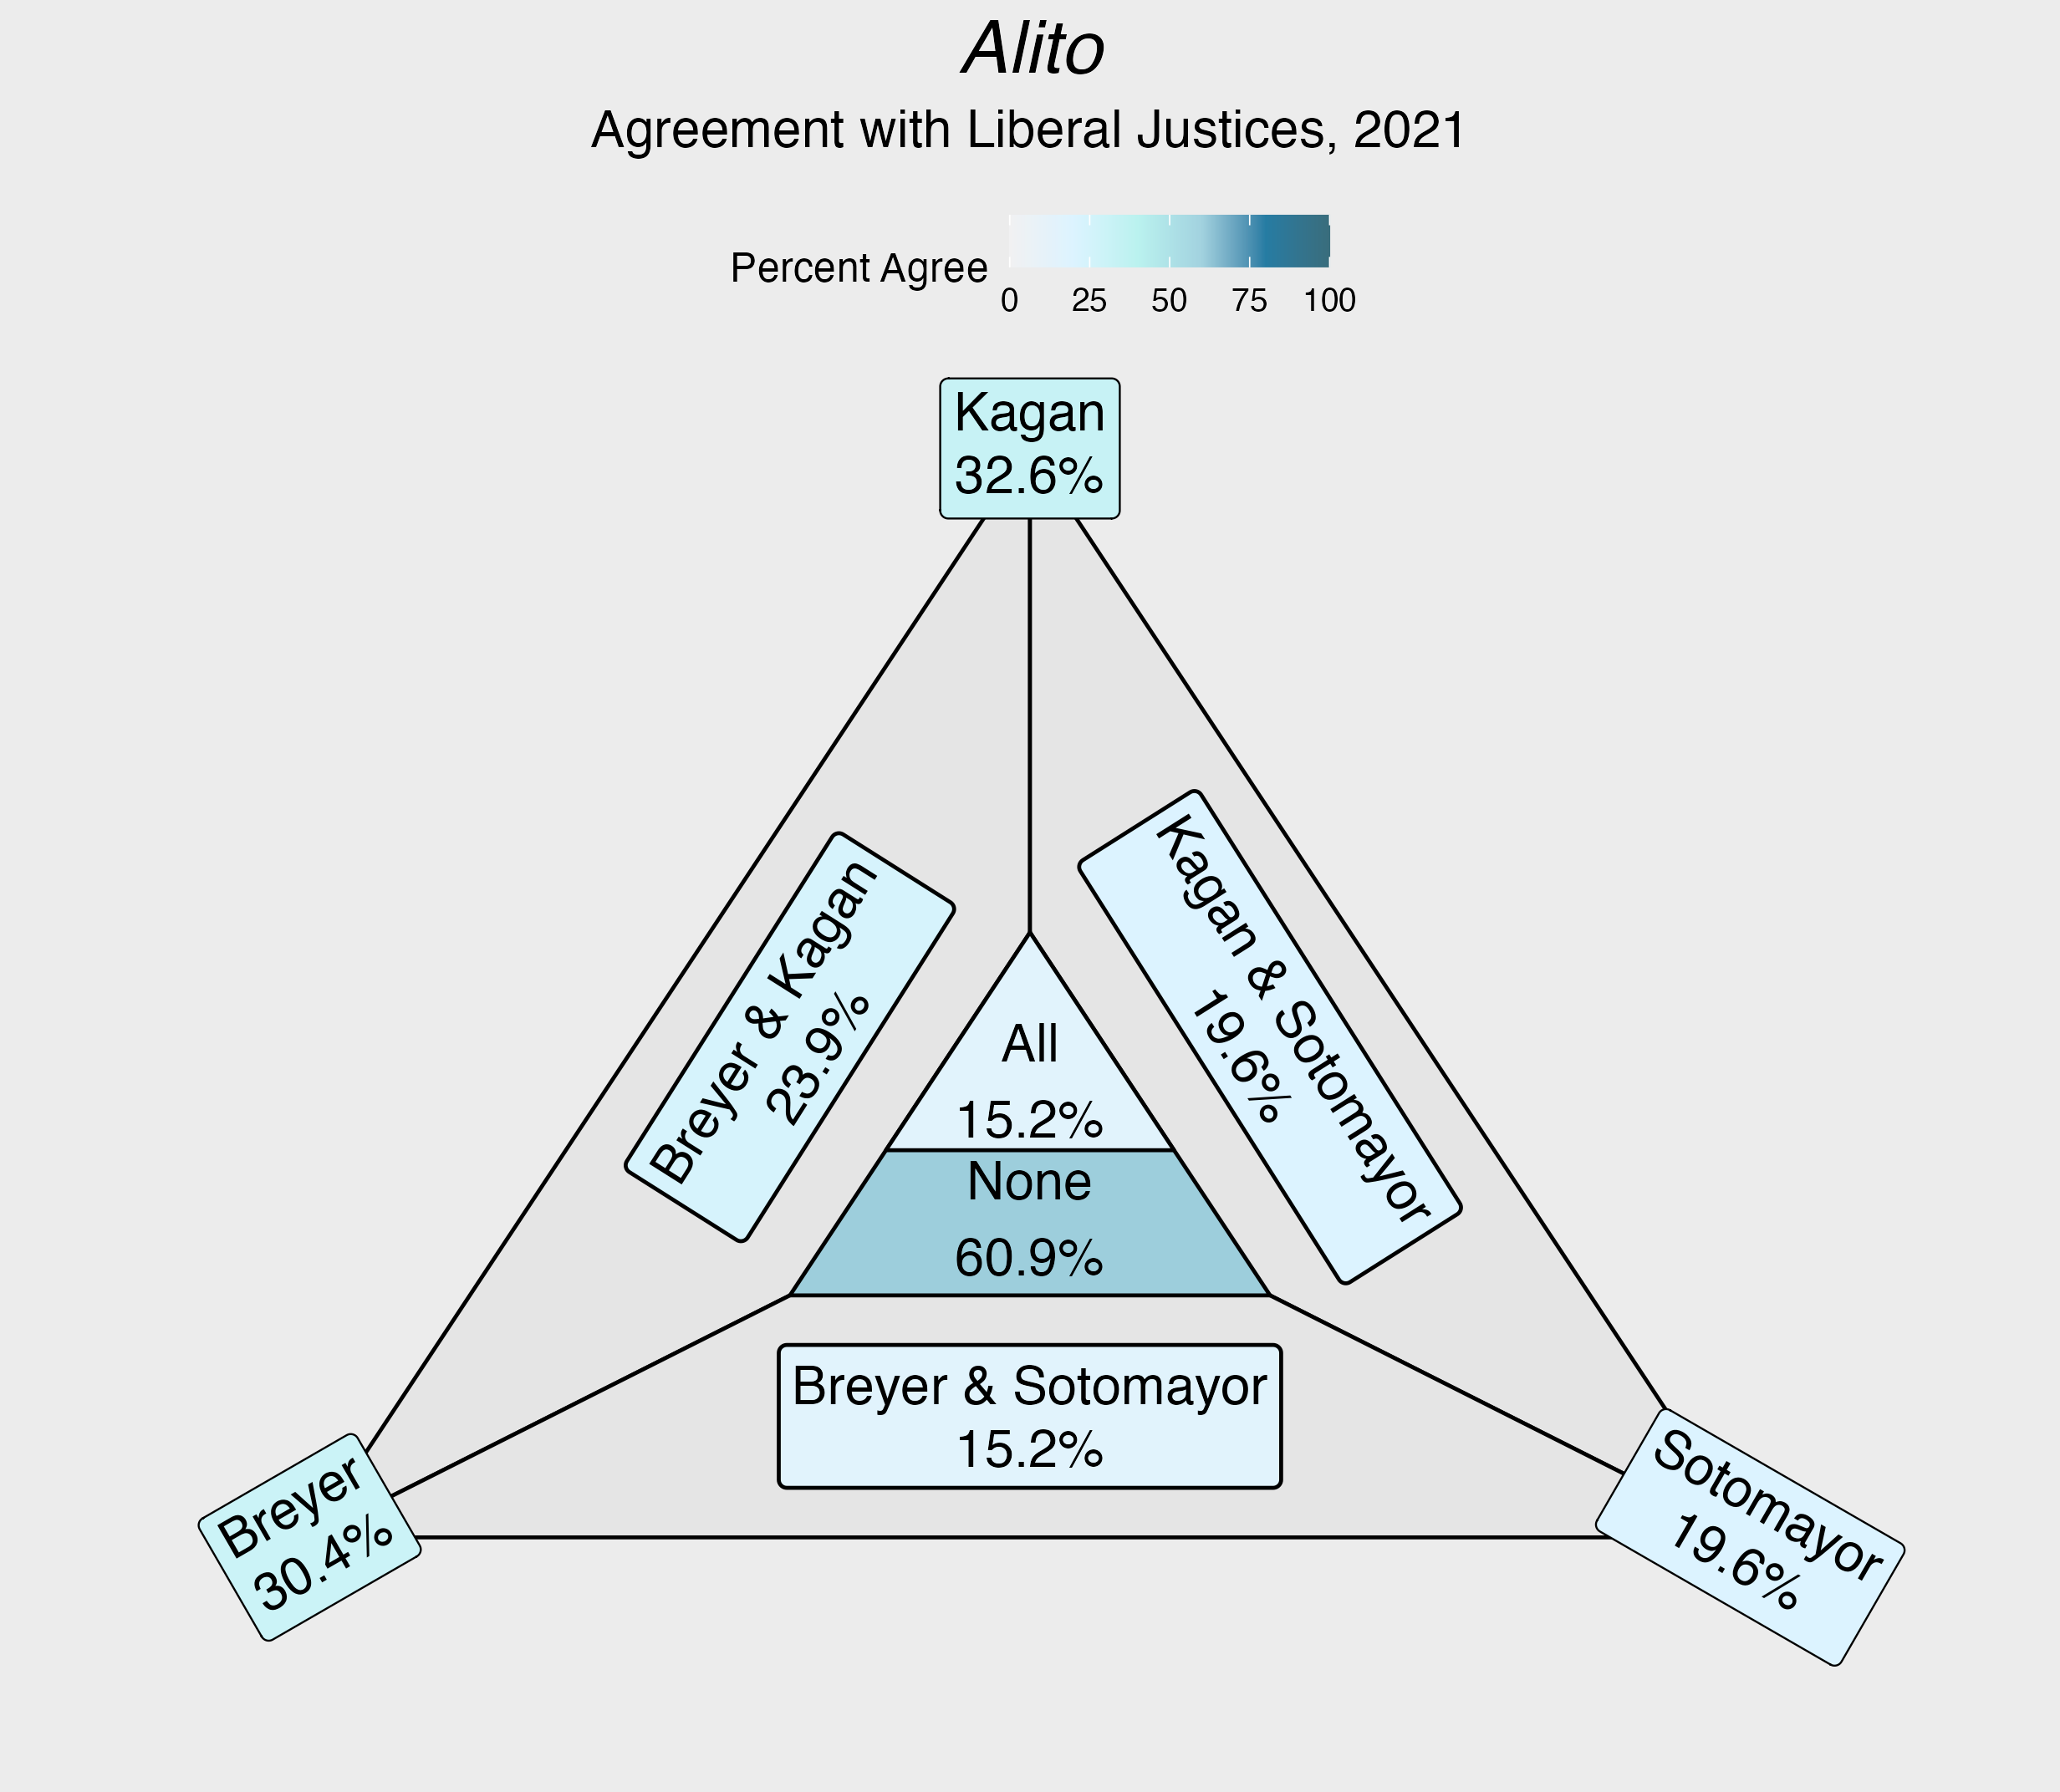 Alito
Agreement with Liberal Justices, 2021
Percent Agree
0 25 50 75 100
Kagan
32.6%
Breyer & Kagan
23.9%
Kagan & Sotomayor
19.6%
All
15.2%
None
60.9%
Breyer & Sotomayor
15.2%
Breyer
30.4%
Sotomayor
19.6%